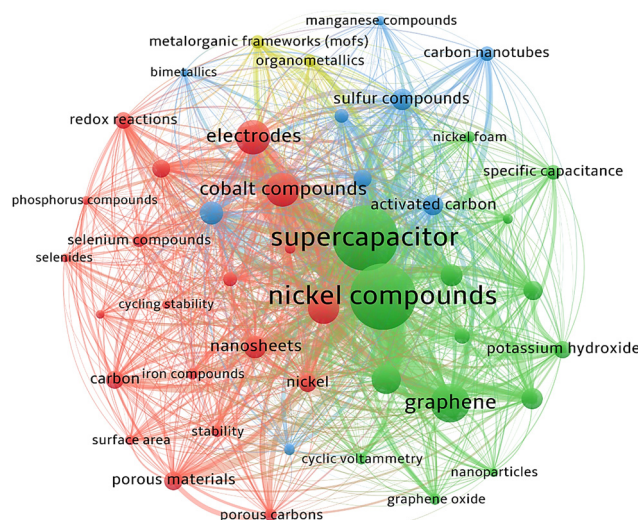 manganese compounds
metalorganic frameworks (mofs)
carbon nanotubes
organometallics
bimetallics
sulfur compounds
redox reactions
electrodes
nickel foam
specific capacitance
cobalt compounds
phosphorus compounds
activated carbon
supercapacitor
selenium compounds
selenides
nickel compounds
cycling stability
nanosheets
potassium hydroxide
iron compounds
carbon
nickel
graphene
stability
surface area
cyclic voltammetry
nanoparticles
porous materials
graphene oxide
porous carbons